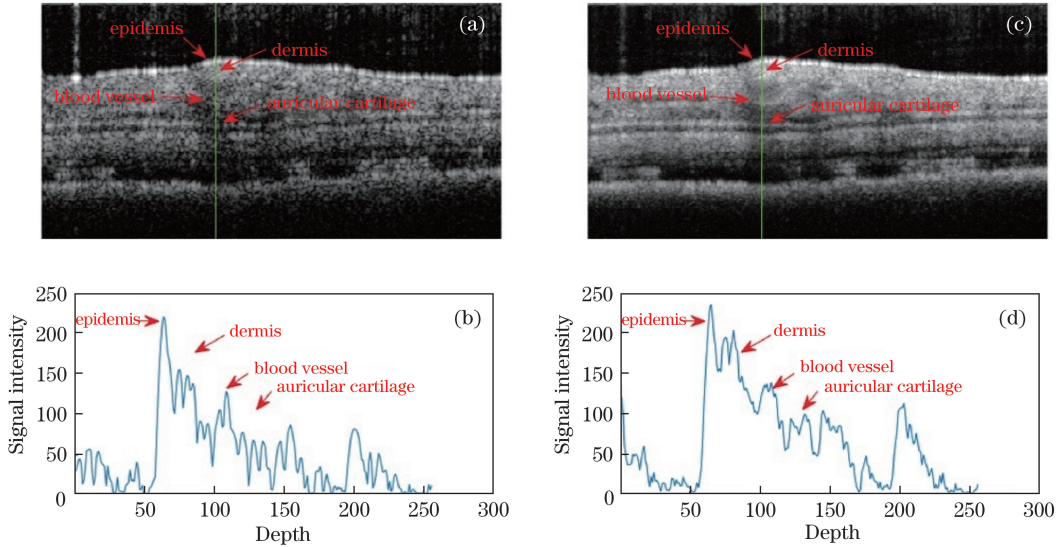 (a)
epidemis
dermis
blood vessel
auricular cartilage
(c)
epidemis
dermis
blood vessel
auricular cartilage
250
200
150
100
50
0
50
100
150
200
250
300
Signal intensity
Depth
(b)
epidemis
dermis
blood vessel
auricular cartilage
250
200
150
100
50
0
50
100
150
200
250
300
Signal intensity
Depth
(d)
epidemis
dermis
blood vessel
auricular cartilage